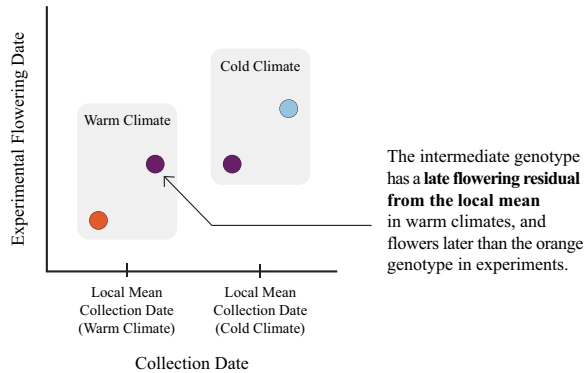 Experimental Flowering Date
Cold Climate
Warm Climate
The intermediate genotype
has a late flowering residual
from the local mean
in warm climates, and
flowers later than the orange
genotype in experiments.
Local Mean
Collection Date
(Warm Climate)
Local Mean
Collection Date
(Cold Climate)
Collection Date